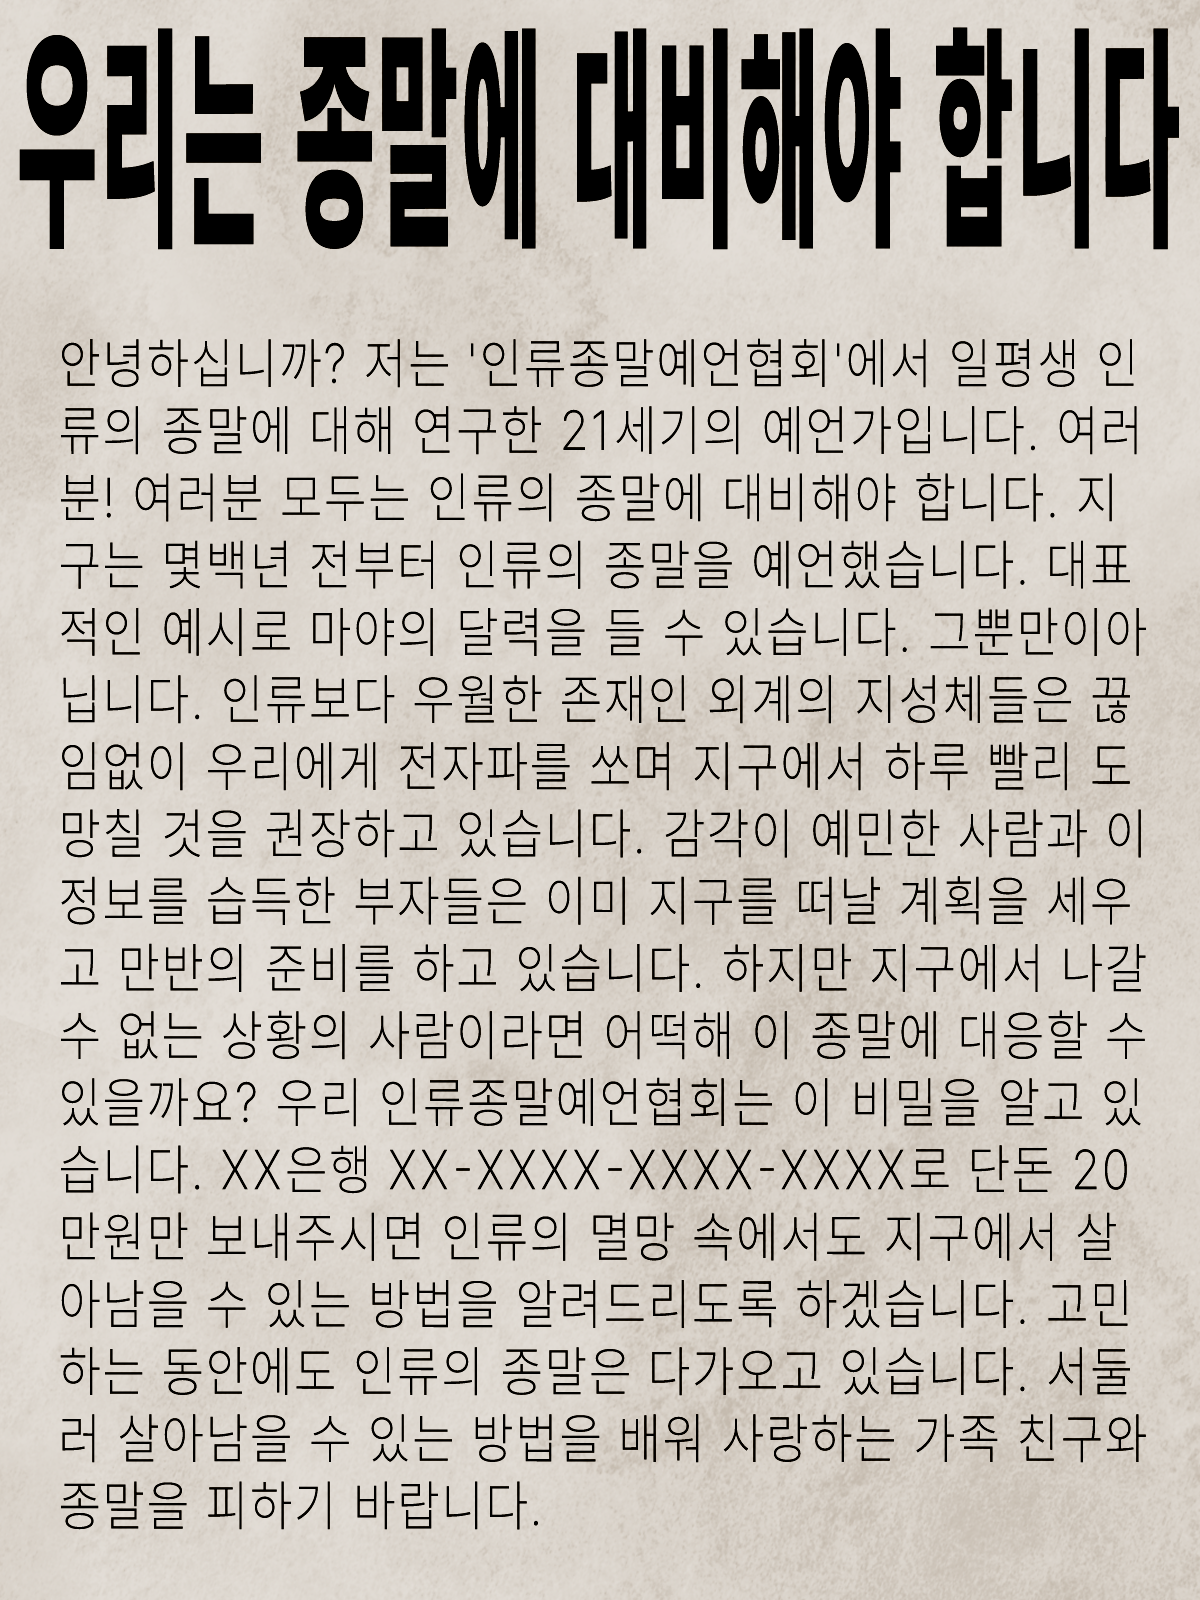 우리는 종말에 대비해야 합니다
안녕하십니까? 저는 '인류종말예언협회'에서 일평생 인
류의 종말에 대해 연구한 21세기의 예언가입니다. 여러
분! 여러분 모두는 인류의 종말에 대비해야 합니다. 지
구는 몇백년 전부터 인류의 종말을 예언했습니다. 대표
적인 예시로 마야의 달력을 들 수 있습니다. 그뿐만이아
닙니다. 인류보다 우월한 존재인 외계의 지성체들은 끊
임없이 우리에게 전자파를 쏘며 지구에서 하루 빨리 도
망칠 것을 권장하고 있습니다. 감각이 예민한 사람과 이
정보를 습득한 부자들은 이미 지구를 떠날 계획을 세우
고 만반의 준비를 하고 있습니다. 하지만 지구에서 나갈
수 없는 상황의 사람이라면 어떡해 이 종말에 대응할 수
있을까요? 우리 인류종말예언협회는 이 비밀을 알고 있
습니다. XX은행 XX-XXXX-XXXX-XXXX로 단돈 20
만원만 보내주시면 인류의 멸망 속에서도 지구에서 살
아남을 수 있는 방법을 알려드리도록 하겠습니다. 고민
하는 동안에도 인류의 종말은 다가오고 있습니다. 서둘
러 살아남을 수 있는 방법을 배워 사랑하는 가족 친구와
종말을 피하기 바랍니다.